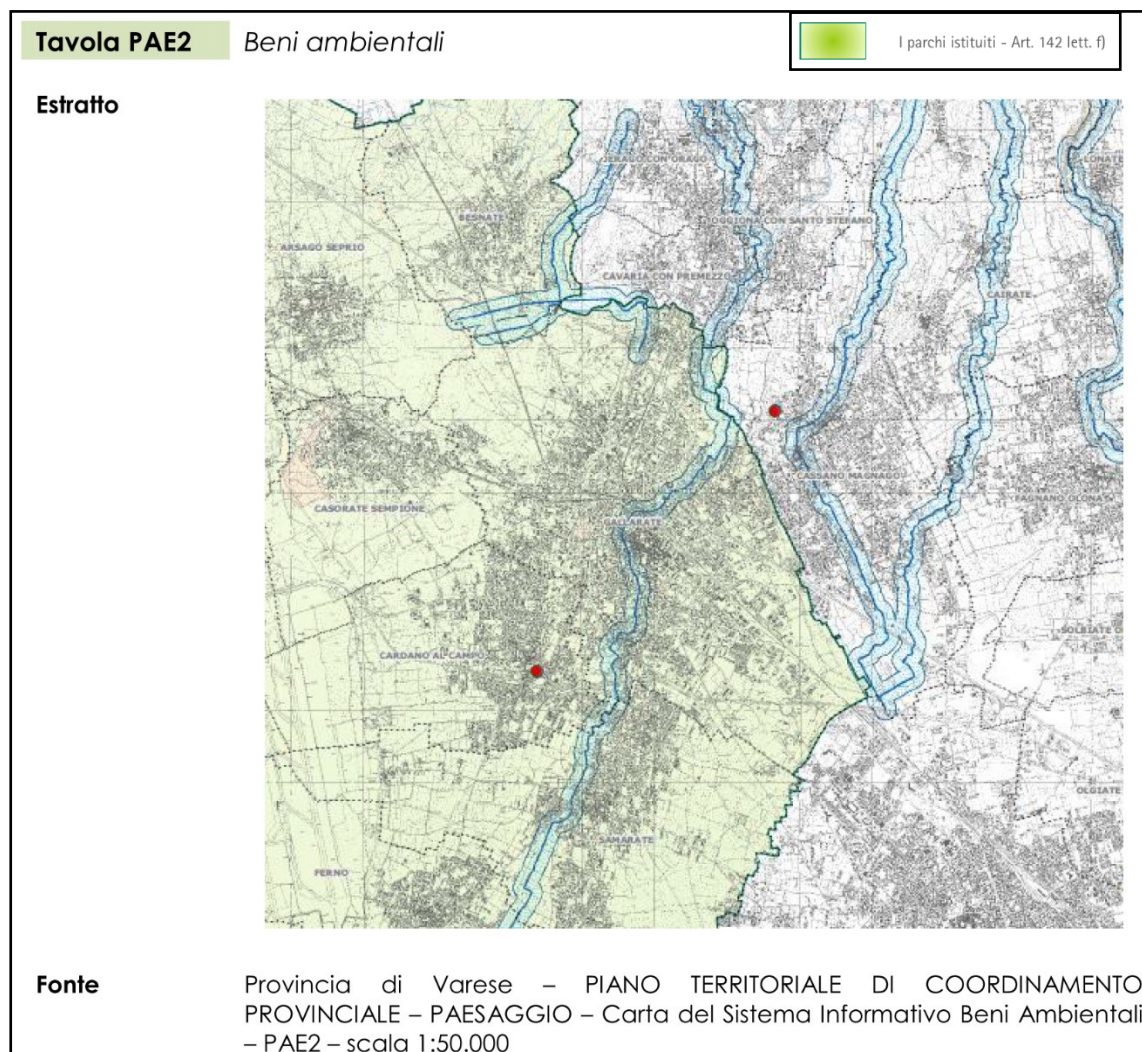 Tavola PAE2 Beni ambientali
I parchi istituiti - Art. 142 lett. f)
Estratto
JERAGO CON ORAGO
LONATE
BESNATE
OGGIONA CON SANTO STEFANO
ARSAGO SEPRIO
CAVARIA CON PREMEZZO
CAIRATE
CASSANO MAGNAGO
FAGNANO OLONA
CASORATE SEMPIONE
GALLARATE
SOLBIATE O
CARDANO AL CAMPO
OLGIATE
SAMARATE
FERNO
Fonte
Provincia di Varese – PIANO TERRITORIALE DI COORDINAMENTO
PROVINCIALE – PAESAGGIO – Carta del Sistema Informativo Beni Ambientali
– PAE2 – scala 1:50.000